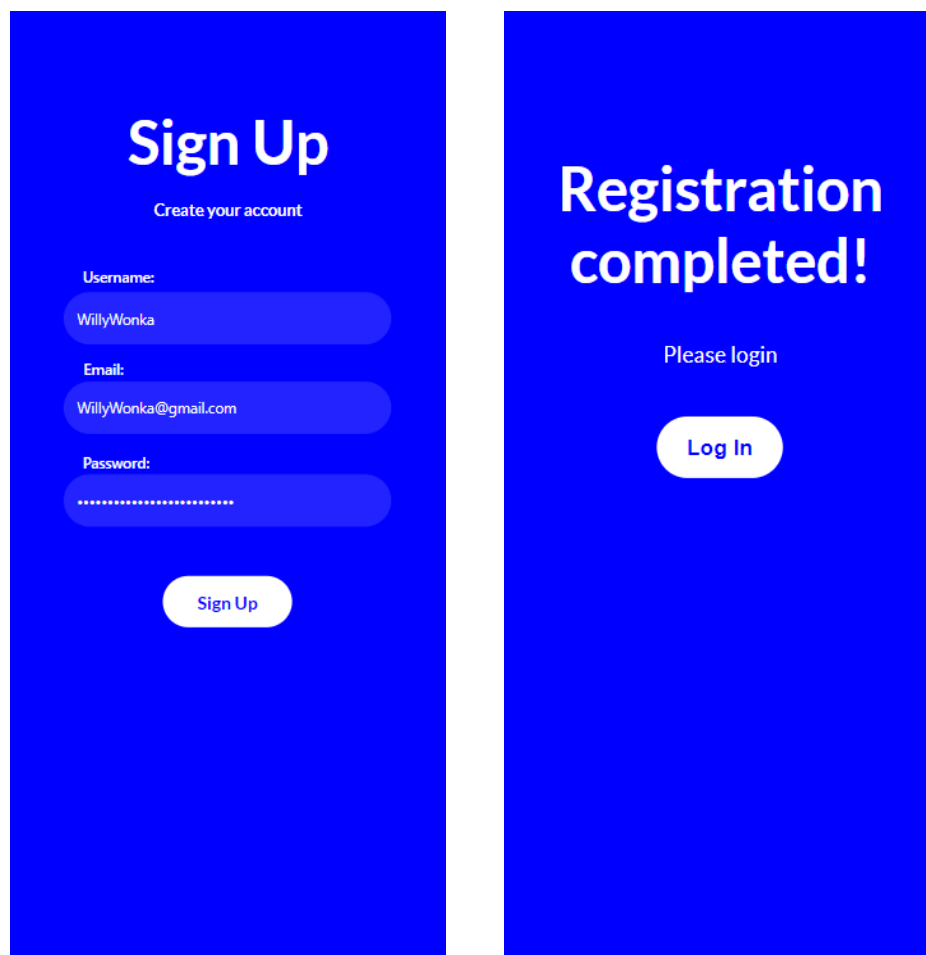 Sign Up
Create your account
Username:
WillyWonka
Email:
WillyWonka@gmail.com
Password:
••••••••••••••••••••••••••
Sign Up
Registration
completed!
Please login
Log In